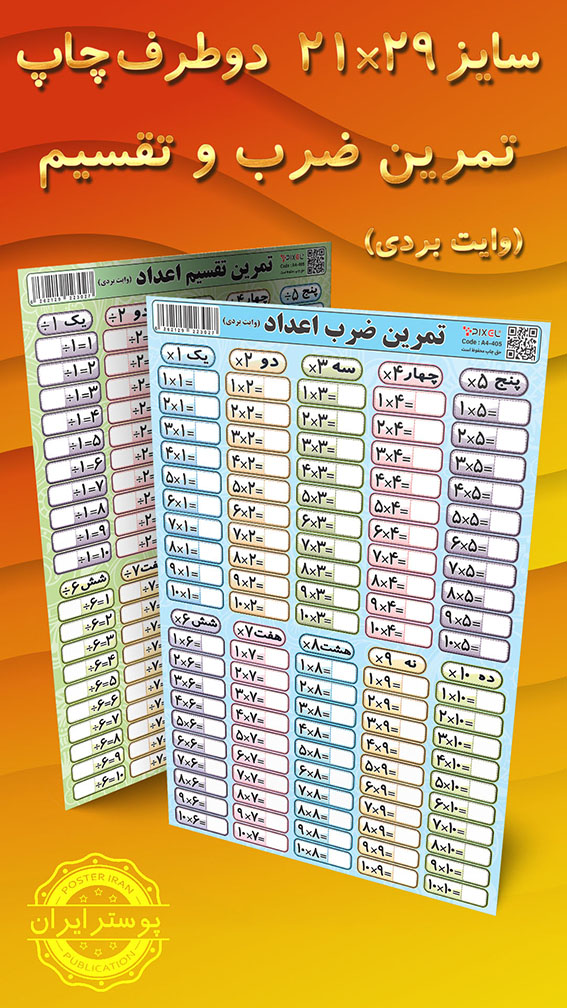 سایز ۲۹×۲۱ دوطرف چاپ
تمرین ضرب و تقسیم
(وایت بردی)
تمرین تقسیم اعداد (وایت بردی)
یک ۱÷
دو ۲÷
چهار ۴÷
پنج ۵÷
÷۱=۱
÷۱=۲
÷۱=۳
÷۱=۴
÷۱=۵
÷۱=۶
÷۱=۷
÷۱=۸
÷۱=۹
÷۱=۱۰
شش ۶÷
هفت ۷÷
÷۶=۱
÷۶=۲
÷۶=۳
÷۶=۴
÷۶=۵
÷۶=۶
÷۶=۷
÷۶=۸
÷۶=۹
÷۶=۱۰
PIXEL
Code : A4-405
حق چاپ محفوظ است
تمرین ضرب اعداد (وایت بردی)
یک ۱× دو ۲× سه ۳× چهار ۴× پنج ۵×
۱×۱= ۱×۲= ۱×۳= ۱×۴= ۱×۵=
۲×۱= ۲×۲= ۲×۳= ۲×۴= ۲×۵=
۳×۱= ۳×۲= ۳×۳= ۳×۴= ۳×۵=
۴×۱= ۴×۲= ۴×۳= ۴×۴= ۴×۵=
۵×۱= ۵×۲= ۵×۳= ۵×۴= ۵×۵=
۶×۱= ۶×۲= ۶×۳= ۶×۴= ۶×۵=
۷×۱= ۷×۲= ۷×۳= ۷×۴= ۷×۵=
۸×۱= ۸×۲= ۸×۳= ۸×۴= ۸×۵=
۹×۱= ۹×۲= ۹×۳= ۹×۴= ۹×۵=
۱۰×۱= ۱۰×۲= ۱۰×۳= ۱۰×۴= ۱۰×۵=
شش ۶× هفت ۷× هشت ۸× نه ۹× ده ۱۰×
۱×۶= ۱×۷= ۱×۸= ۱×۹= ۱×۱۰=
۲×۶= ۲×۷= ۲×۸= ۲×۹= ۲×۱۰=
۳×۶= ۳×۷= ۳×۸= ۳×۹= ۳×۱۰=
۴×۶= ۴×۷= ۴×۸= ۴×۹= ۴×۱۰=
۵×۶= ۵×۷= ۵×۸= ۵×۹= ۵×۱۰=
۶×۶= ۶×۷= ۶×۸= ۶×۹= ۶×۱۰=
۷×۶= ۷×۷= ۷×۸= ۷×۹= ۷×۱۰=
۸×۶= ۸×۷= ۸×۸= ۸×۹= ۸×۱۰=
۹×۶= ۹×۷= ۹×۸= ۹×۹= ۹×۱۰=
۱۰×۶= ۱۰×۷= ۱۰×۸= ۱۰×۹= ۱۰×۱۰=
POSTER IRAN
پوستر ایران
PUBLICATION